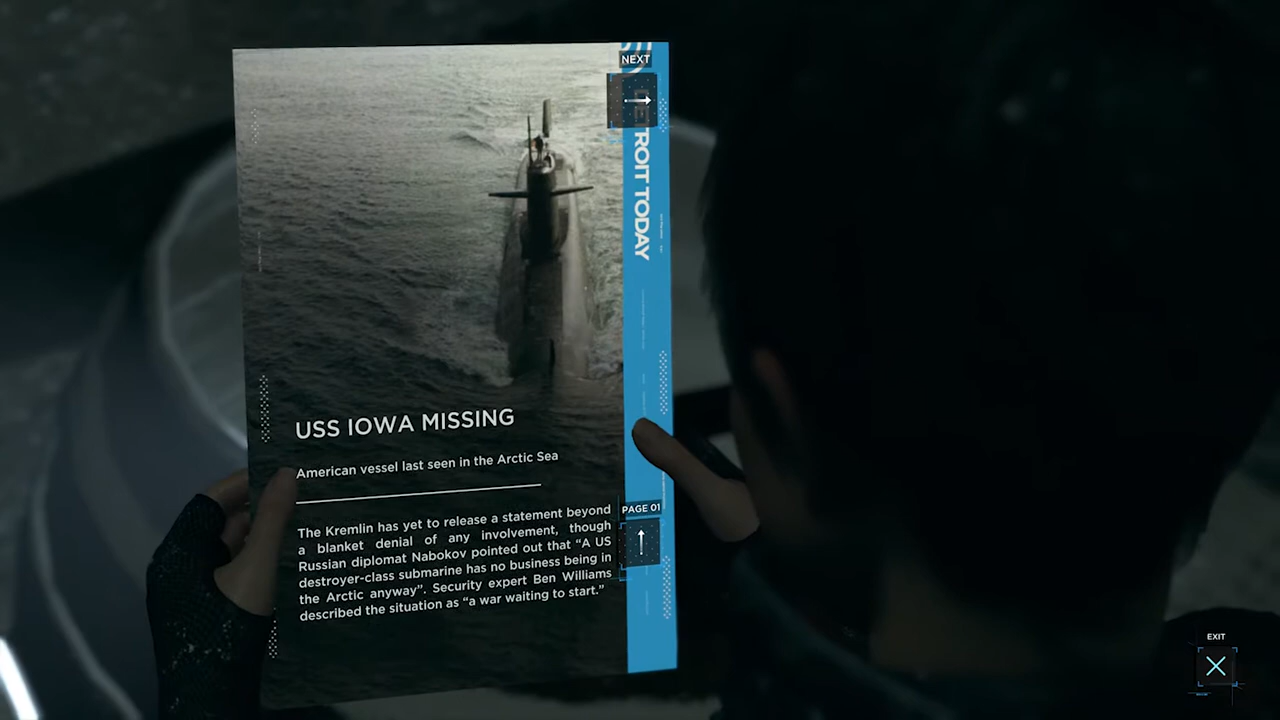 NEXT
DETROIT TODAY
USS IOWA MISSING
American vessel last seen in the Arctic Sea
The Kremlin has yet to release a statement beyond
a blanket denial of any involvement, though
Russian diplomat Nabokov pointed out that “A US
destroyer-class submarine has no business being in
the Arctic anyway”. Security expert Ben Williams
described the situation as “a war waiting to start.”
PAGE 01
EXIT